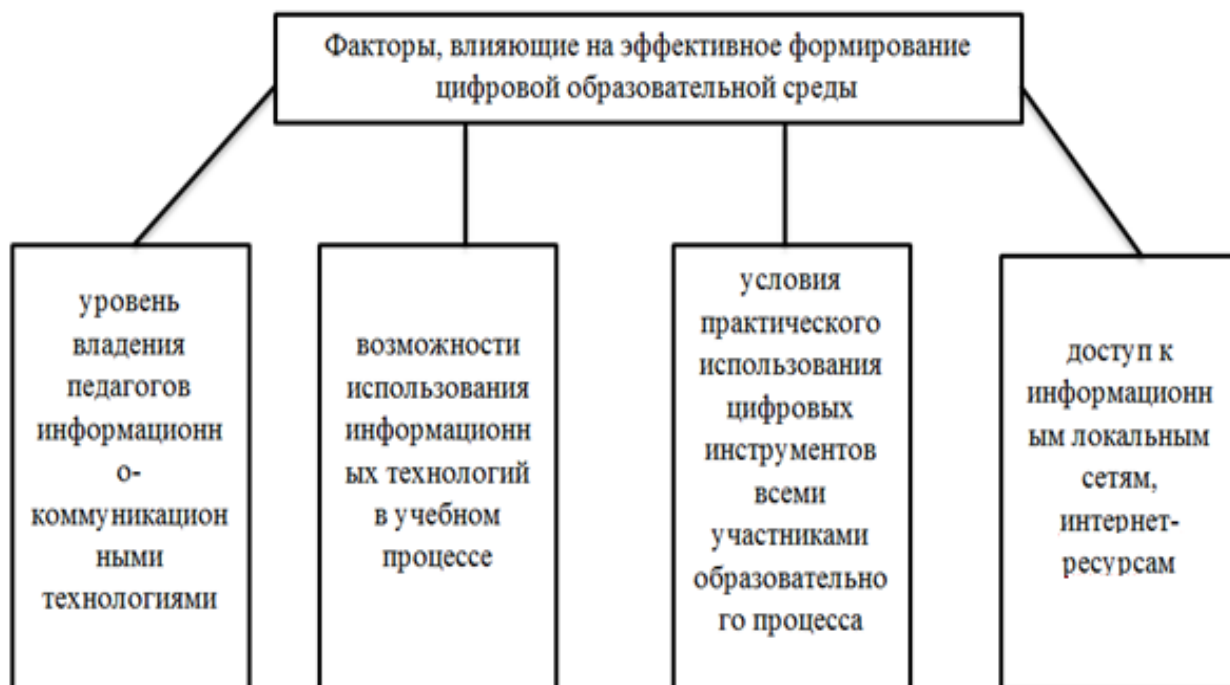 Факторы, влияющие на эффективное формирование
цифровой образовательной среды
уровень
владения
педагогов
информационн
о-
коммуникацион
ными
технологиями
возможности
использования
информационн
ых технологий
в учебном
процессе
условия
практического
использования
цифровых
инструментов
всеми
участниками
образовательно
го процесса
доступ к
информационн
ым локальным
сетям,
интернет-
ресурсам